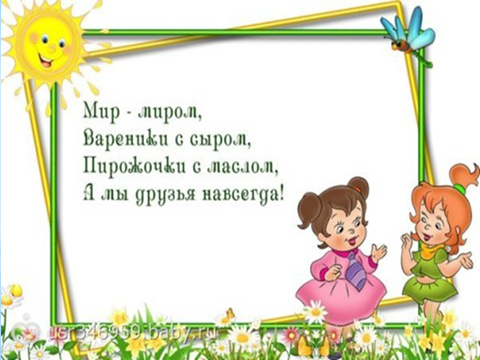 Мир - миром,
Вареники с сыром,
Пирожочки с маслом,
А мы друзья навсегда!
usr346959.baby.ru